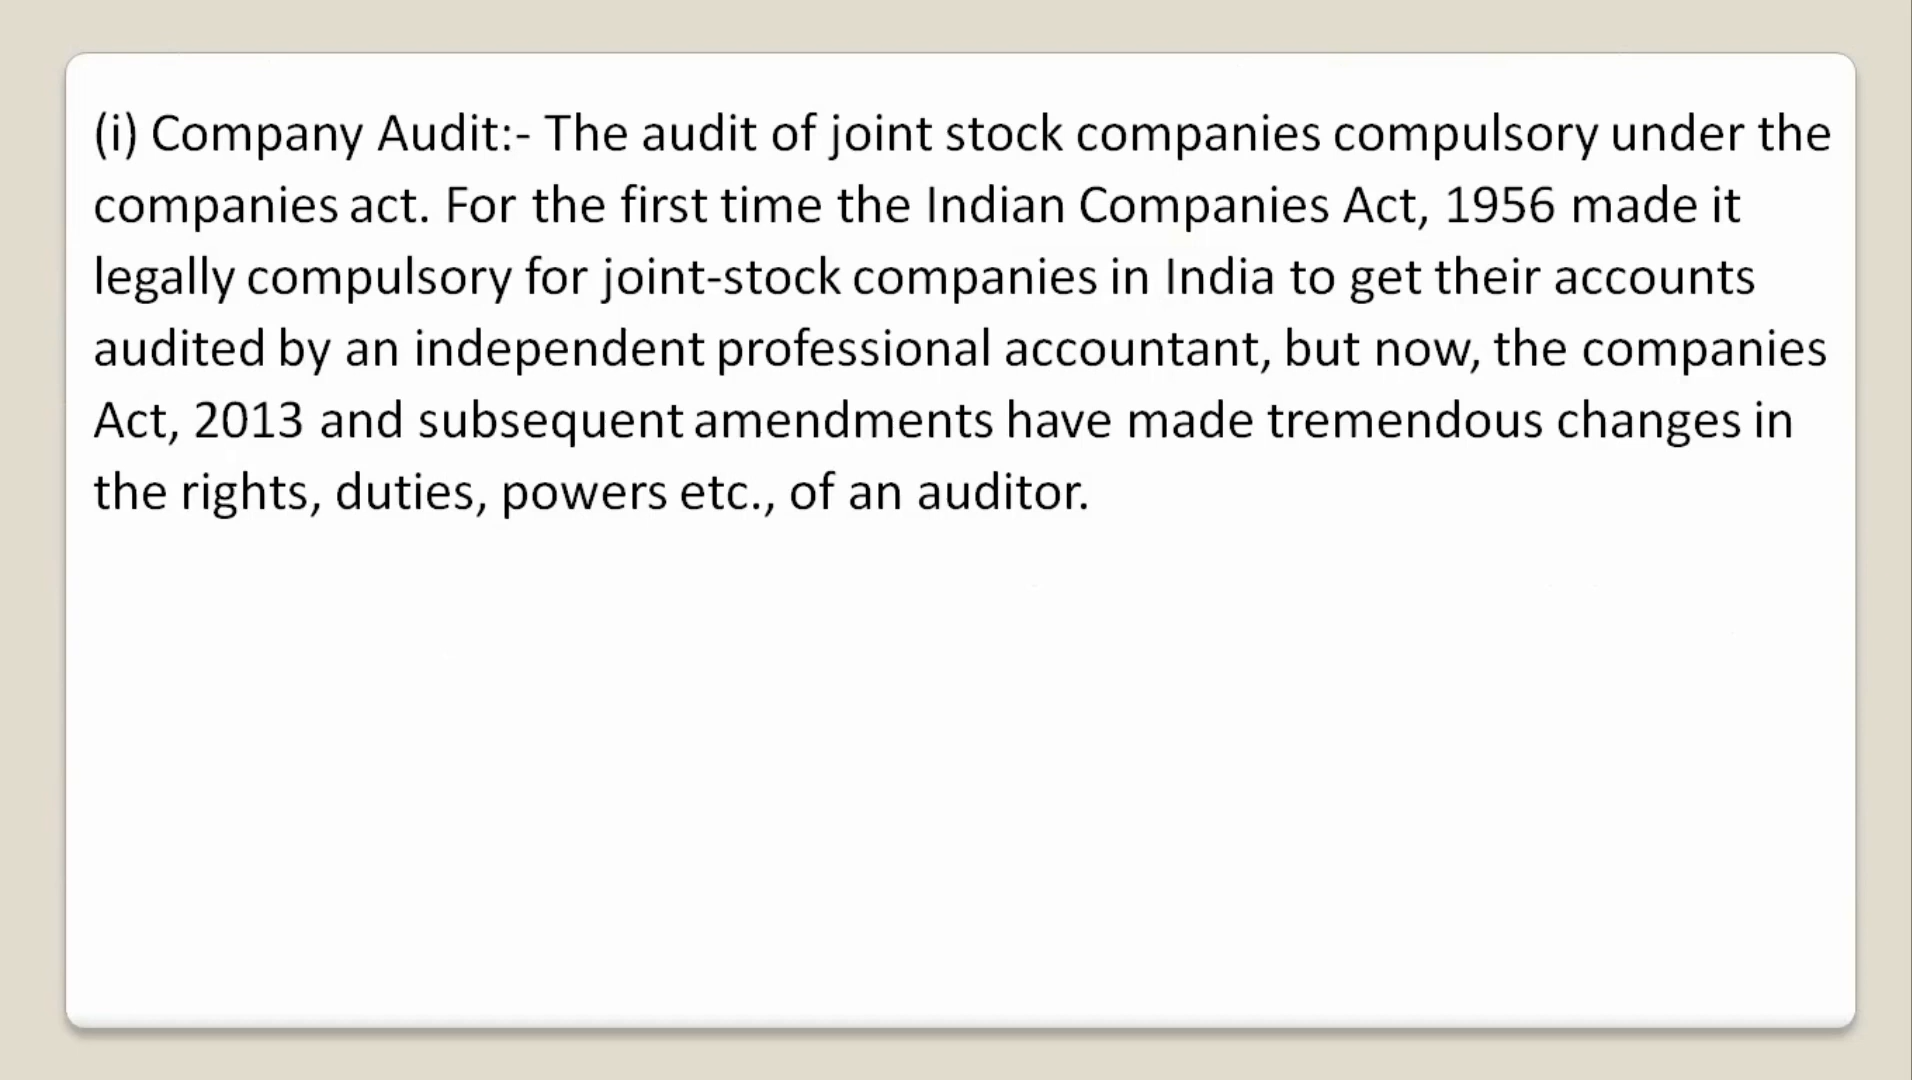 (i) Company Audit:- The audit of joint stock companies compulsory under the
companies act. For the first time the Indian Companies Act, 1956 made it
legally compulsory for joint-stock companies in India to get their accounts
audited by an independent professional accountant, but now, the companies
Act, 2013 and subsequent amendments have made tremendous changes in
the rights, duties, powers etc., of an auditor.